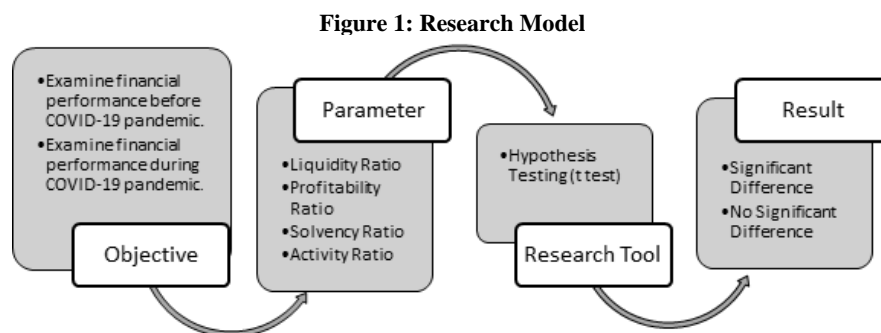 Figure 1: Research Model
•Examine financial
performance before
COVID-19 pandemic.
•Examine financial
performance during
COVID-19 pandemic.
Objective
Parameter
•Liquidity Ratio
•Profitability
Ratio
•Solvency Ratio
•Activity Ratio
•Hypothesis
Testing (t test)
Research Tool
Result
•Significant
Difference
•No Significant
Difference